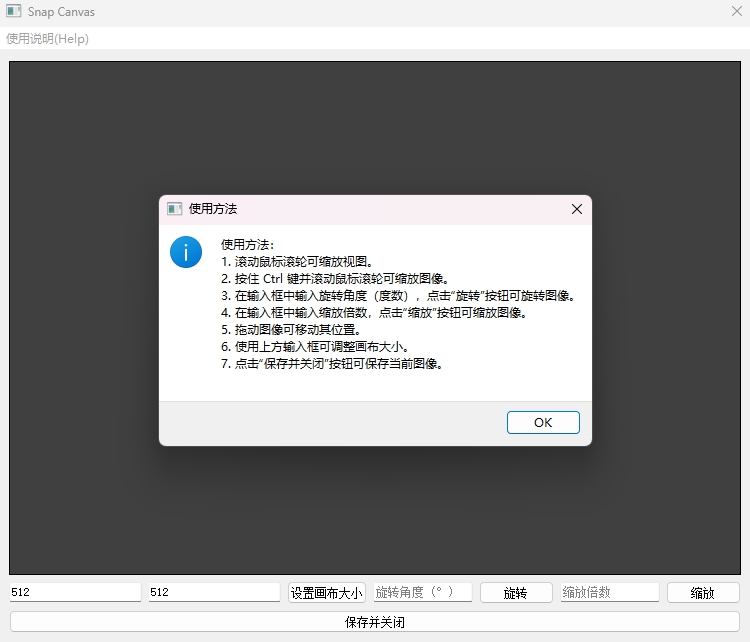 Snap Canvas
使用说明(Help)
使用方法
使用方法：
1. 滚动鼠标滚轮可缩放视图。
2. 按住 Ctrl 键并滚动鼠标滚轮可缩放图像。
3. 在输入框中输入旋转角度（度数），点击“旋转”按钮可旋转图像。
4. 在输入框中输入缩放倍数，点击“缩放”按钮可缩放图像。
5. 拖动图像可移动其位置。
6. 使用上方输入框可调整画布大小。
7. 点击“保存并关闭”按钮可保存当前图像。
OK
512 512 设置画布大小 旋转角度（°） 旋转 缩放倍数 缩放
保存并关闭